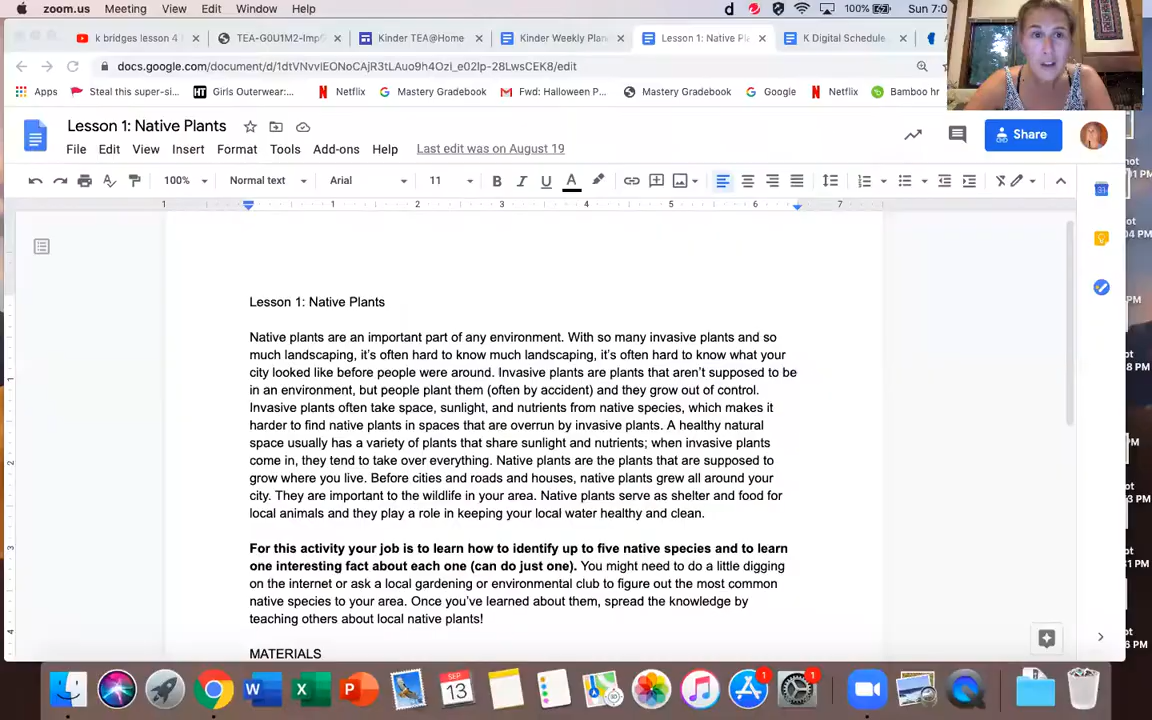 zoom.us Meeting View Edit Window Help 100% Sun 7:0
k bridges lesson 4 TEA-G0U1M2-Imp Kinder TEA@Home Kinder Weekly Plan Lesson 1: Native Pl K Digital Schedule
docs.google.com/document/d/
Apps Steal this super-si... Girls Outerwear:... Netflix Mastery Gradebook Fwd: Halloween P... Mastery Gradebook Google Netflix Bamboo hr
Lesson 1: Native Plants
Share
File Edit View Insert Format Tools Add-ons Help Last edit was on August 19
100% Normal text Arial 11 B I U A
1 1 2 3 4 5 6 7
Lesson 1: Native Plants
Native plants are an important part of any environment. With so many invasive plants and so
much landscaping, it's often hard to know much landscaping, it's often hard to know what your
city looked like before people were around. Invasive plants are plants that aren't supposed to be
in an environment, but people plant them (often by accident) and they grow out of control.
Invasive plants often take space, sunlight, and nutrients from native species, which makes it
harder to find native plants in spaces that are overrun by invasive plants. A healthy natural
space usually has a variety of plants that share sunlight and nutrients; when invasive plants
come in, they tend to take over everything. Native plants are the plants that are supposed to
grow where you live. Before cities and roads and houses, native plants grew all around your
city. They are important to the wildlife in your area. Native plants serve as shelter and food for
local animals and they play a role in keeping your local water healthy and clean.
For this activity your job is to learn how to identify up to five native species and to learn
one interesting fact about each one (can do just one). You might need to do a little digging
on the internet or ask a local gardening or environmental club to figure out the most common
native species to your area. Once you've learned about them, spread the knowledge by
teaching others about local native plants!
MATERIALS
SEP
13